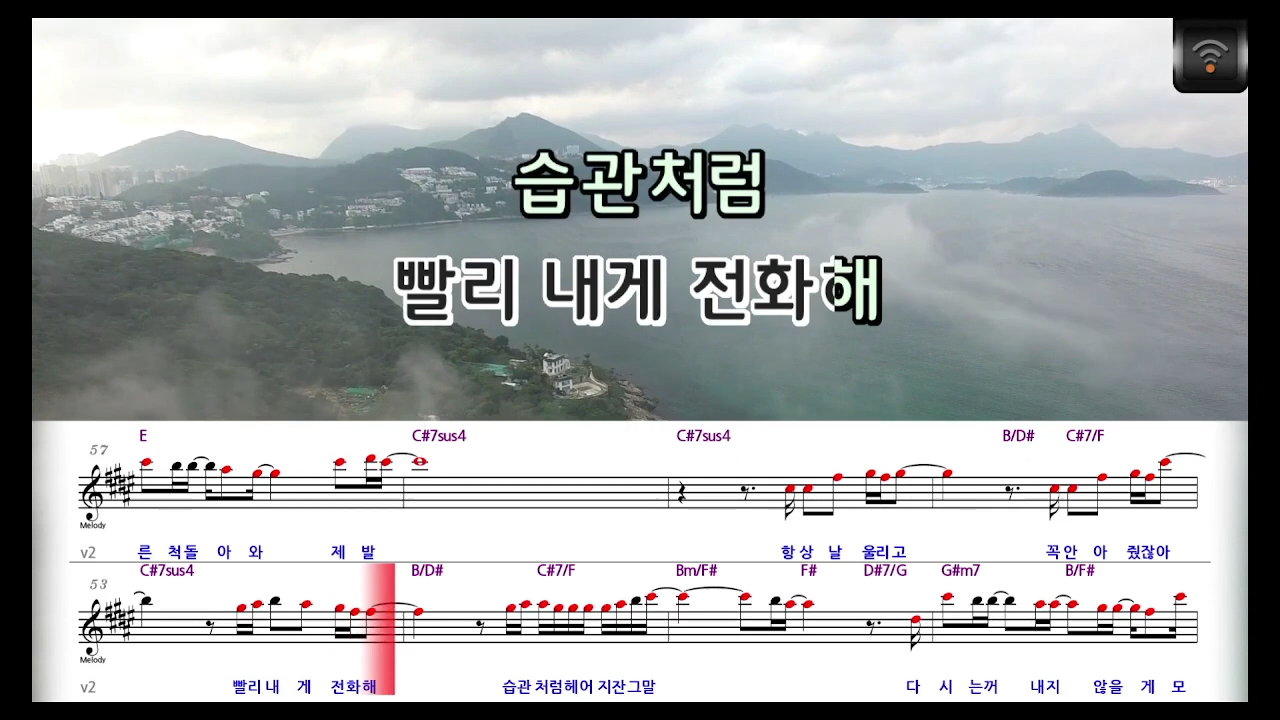 습관처럼
빨리 내게 전화해
E C#7sus4 C#7sus4 B/D# C#7/F
57
Melody
v2 른 척돌 아 와 제 발 항 상 날 울리고 꼭안 아 줬잖아
C#7sus4 B/D# C#7/F Bm/F# F# D#7/G G#m7 B/F#
53
Melody
v2 빨리 내 게 전화해 습관 처럼헤어 지잔그말 다 시 는꺼 내지 않을 게 모